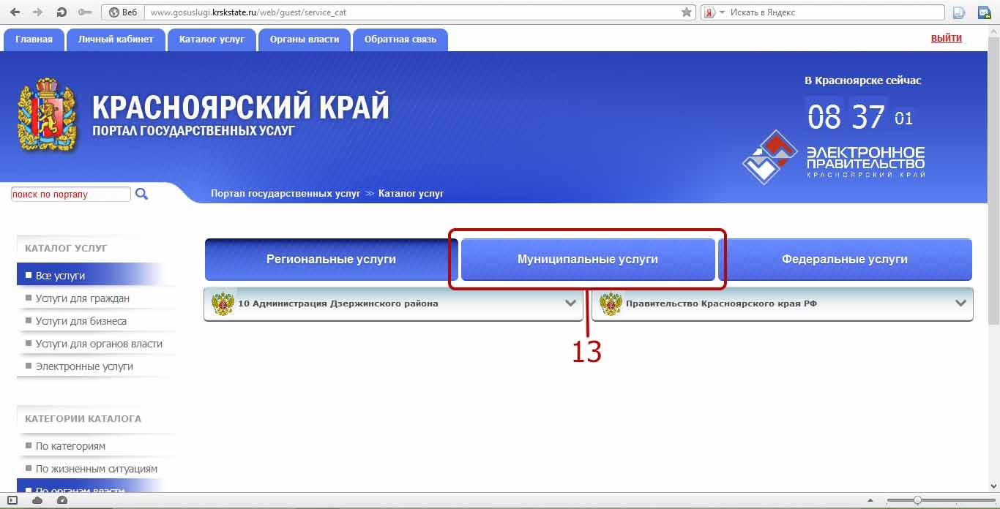 Веб www.gosuslugi.krskstate.ru/web/guest/service_cat Искать в Яндекс
Главная Личный кабинет Каталог услуг Органы власти Обратная связь ВЫЙТИ
В Красноярске сейчас
08 37 01
КРАСНОЯРСКИЙ КРАЙ
ПОРТАЛ ГОСУДАРСТВЕННЫХ УСЛУГ
ЭЛЕКТРОННОЕ
ПРАВИТЕЛЬСТВО
КРАСНОЯРСКИЙ КРАЙ
поиск по порталу
Портал государственных услуг >> Каталог услуг
КАТАЛОГ УСЛУГ
Все услуги
Услуги для граждан
Услуги для бизнеса
Услуги для органов власти
Электронные услуги
КАТЕГОРИИ КАТАЛОГА
По категориям
По жизненным ситуациям
По органам власти
Региональные услуги Муниципальные услуги Федеральные услуги
10 Администрация Дзержинского района Правительство Красноярского края РФ
13